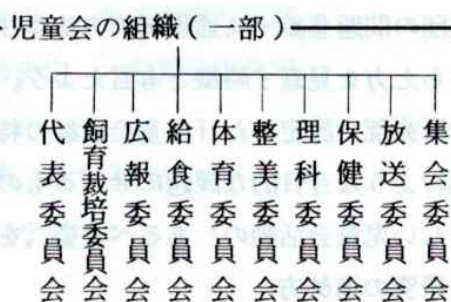 児童会の組織(一部)
集会委員会
放送委員会
保健委員会
理科委員会
整美委員会
体育委員会
給食委員会
広報委員会
飼育裁培委員会
代表委員会